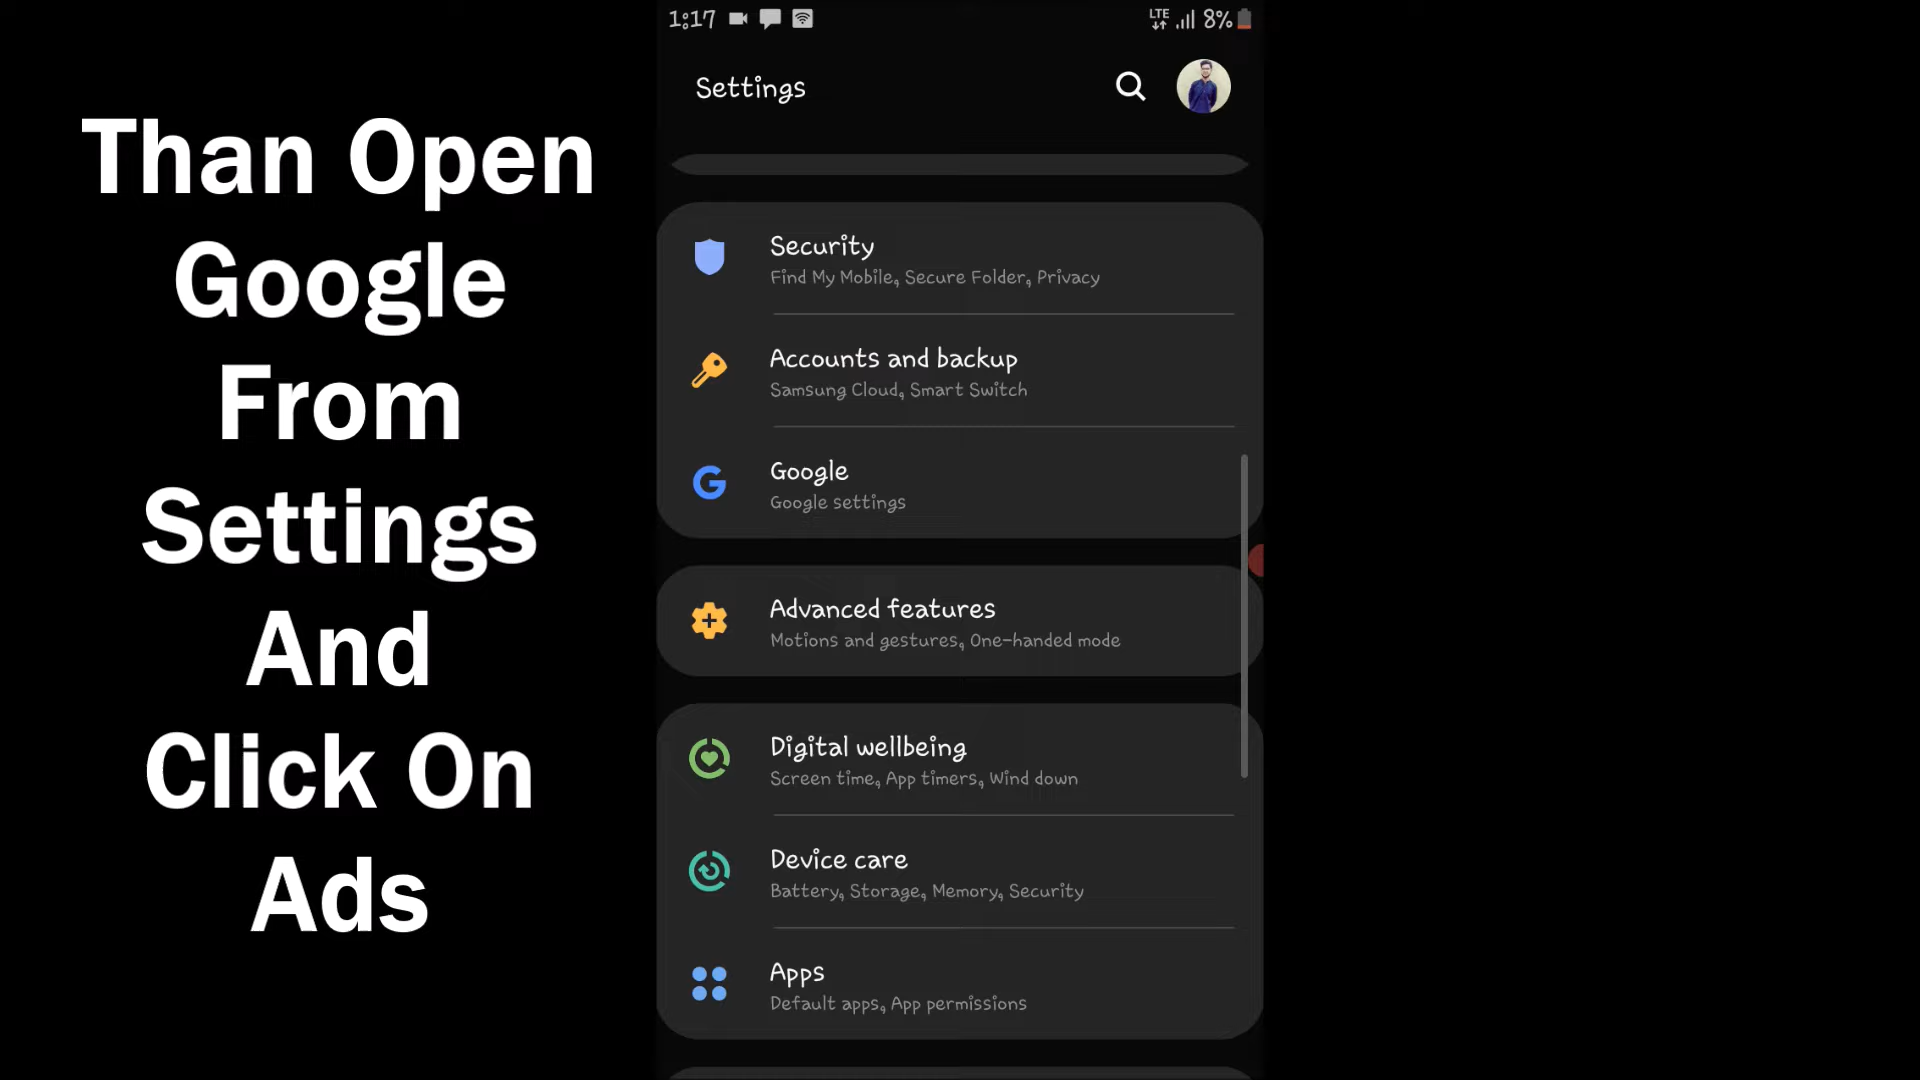 Than Open
Google
From
Settings
And
Click On
Ads
1:17
LTE
8%
Settings
Security
Find My Mobile, Secure Folder, Privacy
Accounts and backup
Samsung Cloud, Smart Switch
Google
Google settings
Advanced features
Motions and gestures, One-handed mode
Digital wellbeing
Screen time, App timers, Wind down
Device care
Battery, Storage, Memory, Security
Apps
Default apps, App permissions